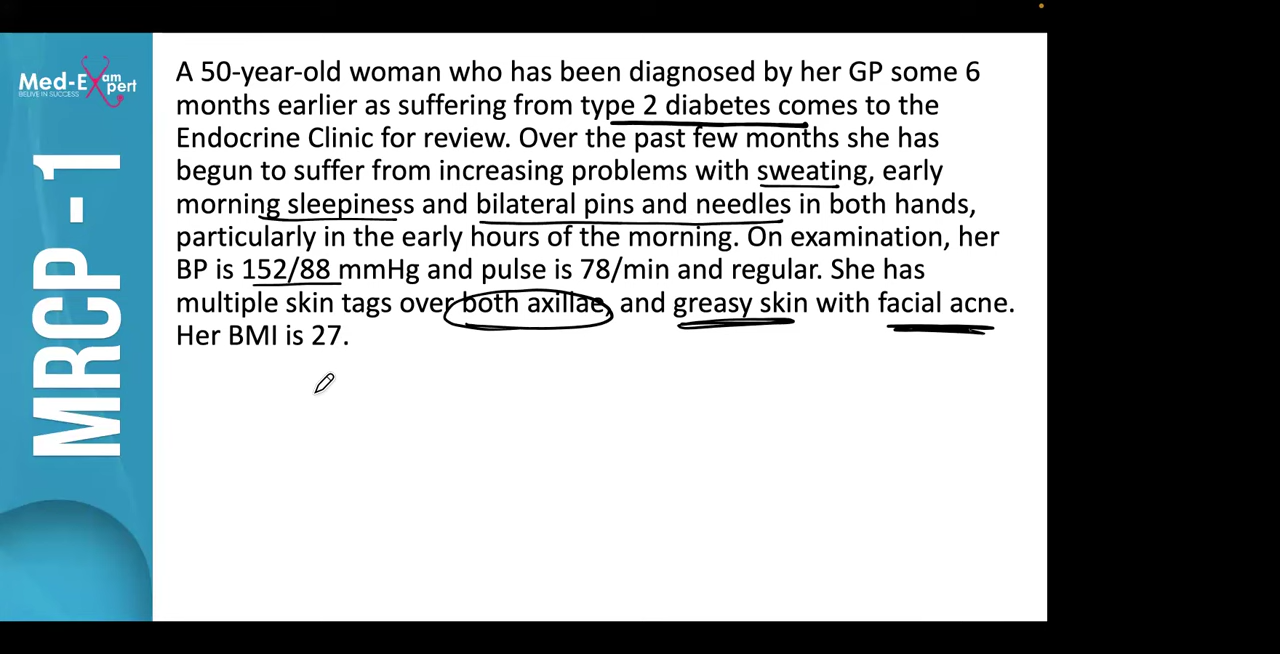 Med-Exam
pert
BELIVE IN SUCCESS
MRCP - 1
A 50-year-old woman who has been diagnosed by her GP some 6
months earlier as suffering from type 2 diabetes comes to the
Endocrine Clinic for review. Over the past few months she has
begun to suffer from increasing problems with sweating, early
morning sleepiness and bilateral pins and needles in both hands,
particularly in the early hours of the morning. On examination, her
BP is 152/88 mmHg and pulse is 78/min and regular. She has
multiple skin tags over both axillae, and greasy skin with facial acne.
Her BMI is 27.